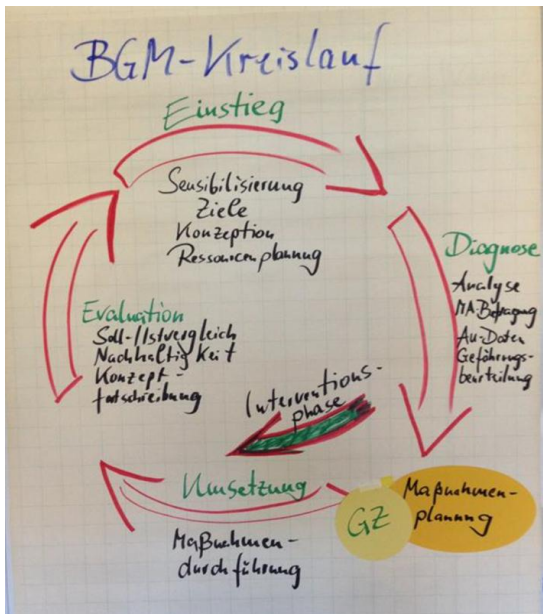 BGM-Kreislauf
Einstieg
Sensibilisierung
Ziele
Konzeption
Ressourcenplanung
Diagnose
Analyse
MA-Befragung
Au-Daten
Gefährungs-
beurteilung
Maßnahmen-
planung
GZ
Interventions-
phase
Umsetzung
Maßnahmen-
durchführung
Evaluation
Soll-/Istvergleich
Nachhaltigkeit
Konzept-
fortschreibung